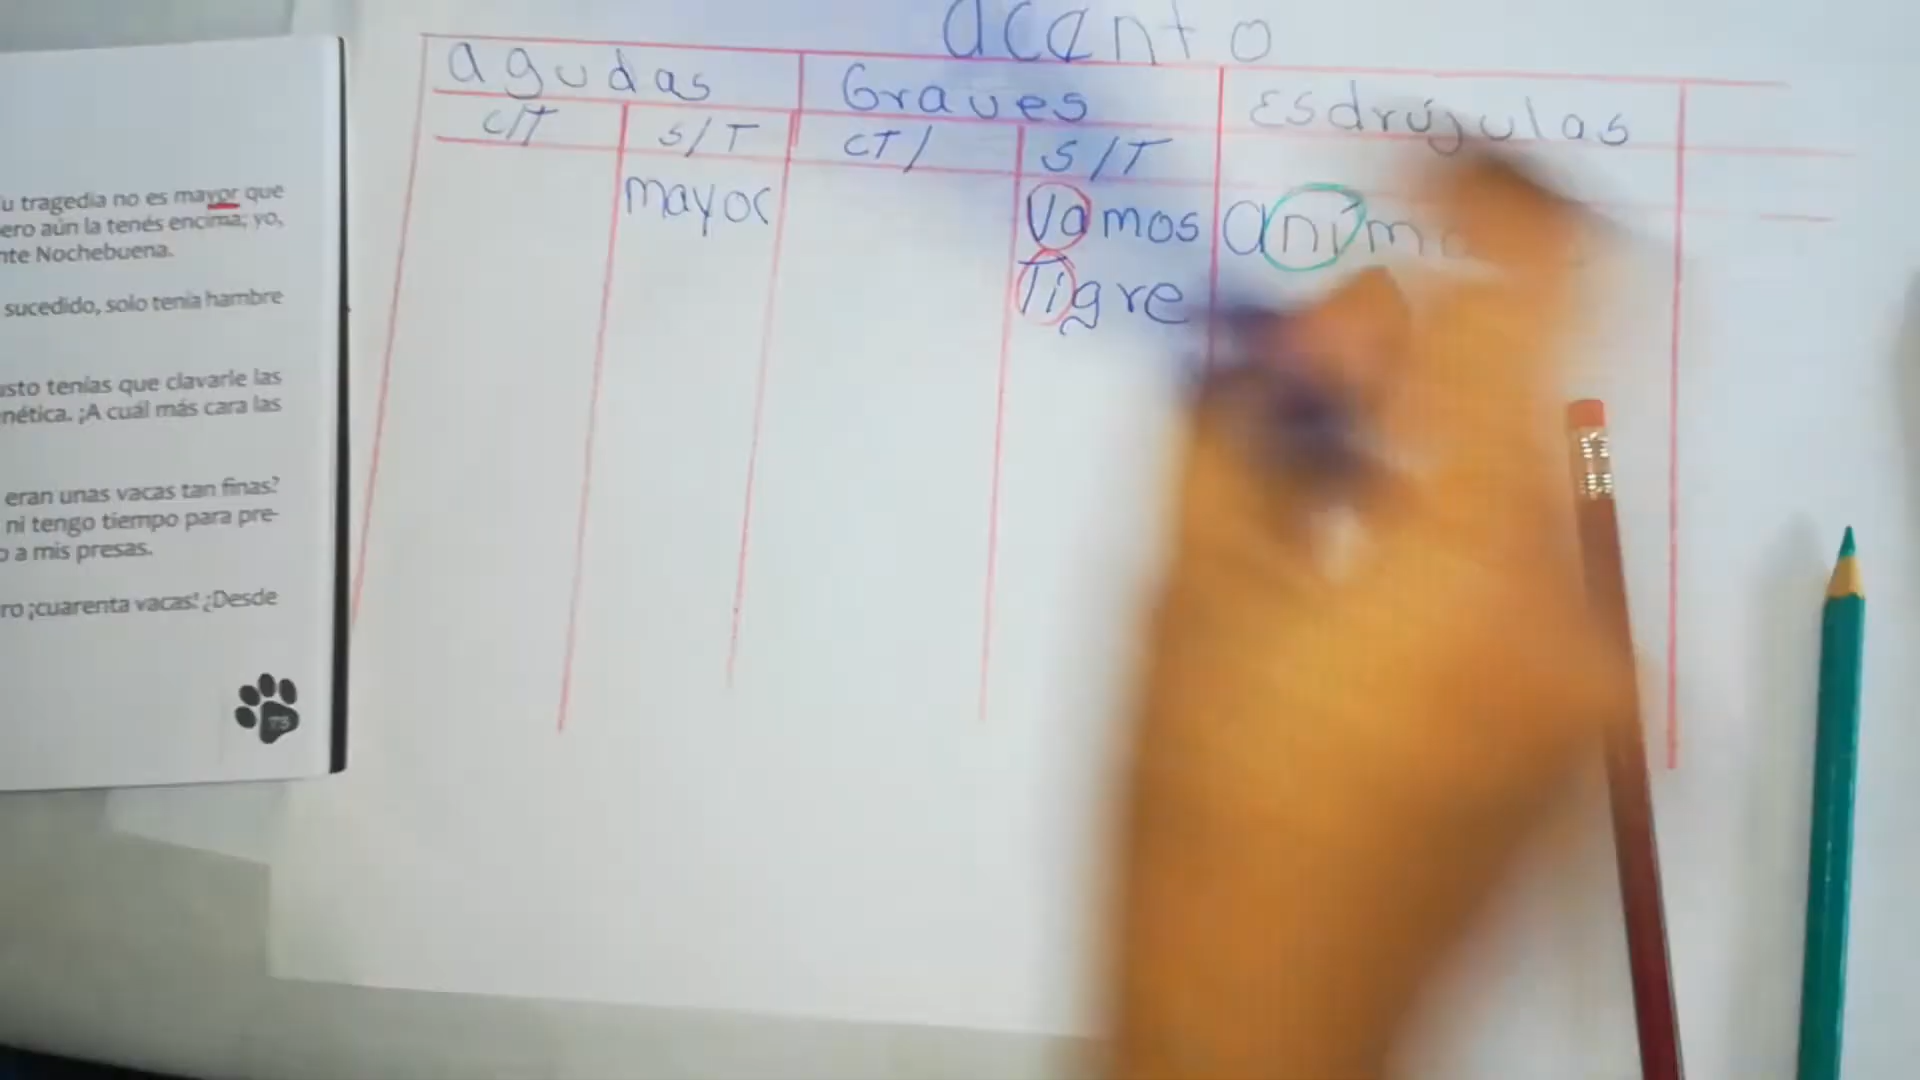 u tragedia no es mayor que
ero aún la tenés encima; yo,
nte Nochebuena.
sucedido, solo tenía hambre
usto tenías que clavarle las
nética. ¡A cuál más cara las
eran unas vacas tan finas?
ni tengo tiempo para pre-
o a mis presas.
ro ¡cuarenta vacas! ¿Desde
73
acento
agudas Graves Esdrújulas
C/T S/T CT/ S/T
mayor Vamos aním
Tigre